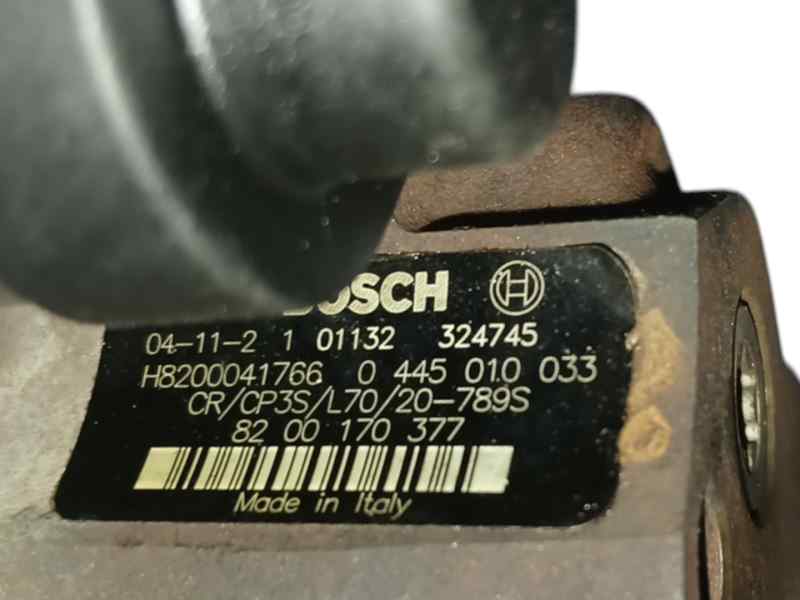 BOSCH
04-11-2 1 01132 324745
H8200041766 0 445 010 033
CR/CP3S/L70/20-789S
82 00 170 377
Made in Italy